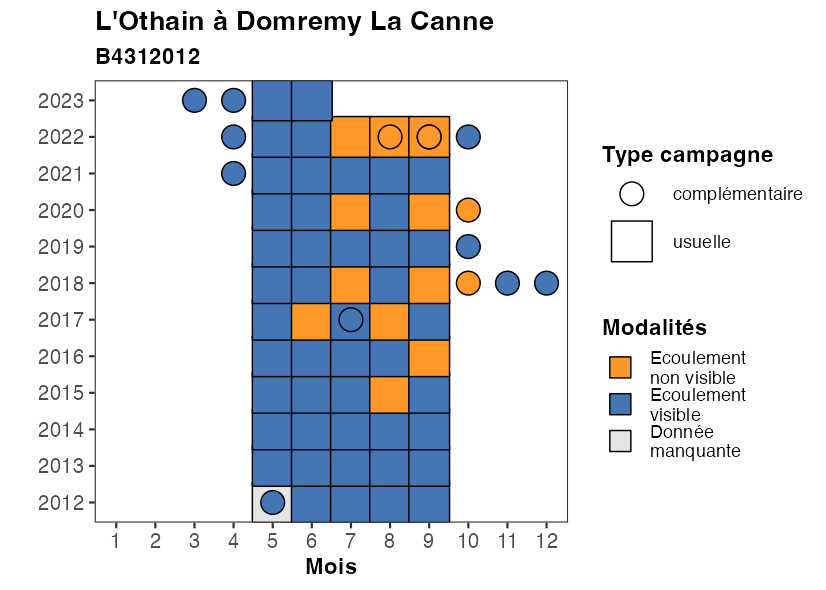 L'Othain à Domremy La Canne
B4312012
2023
2022
2021
2020
2019
2018
2017
2016
2015
2014
2013
2012
1 2 3 4 5 6 7 8 9 10 11 12
Mois
Type campagne
complémentaire
usuelle
Modalités
Ecoulement
non visible
Ecoulement
visible
Donnée
manquante